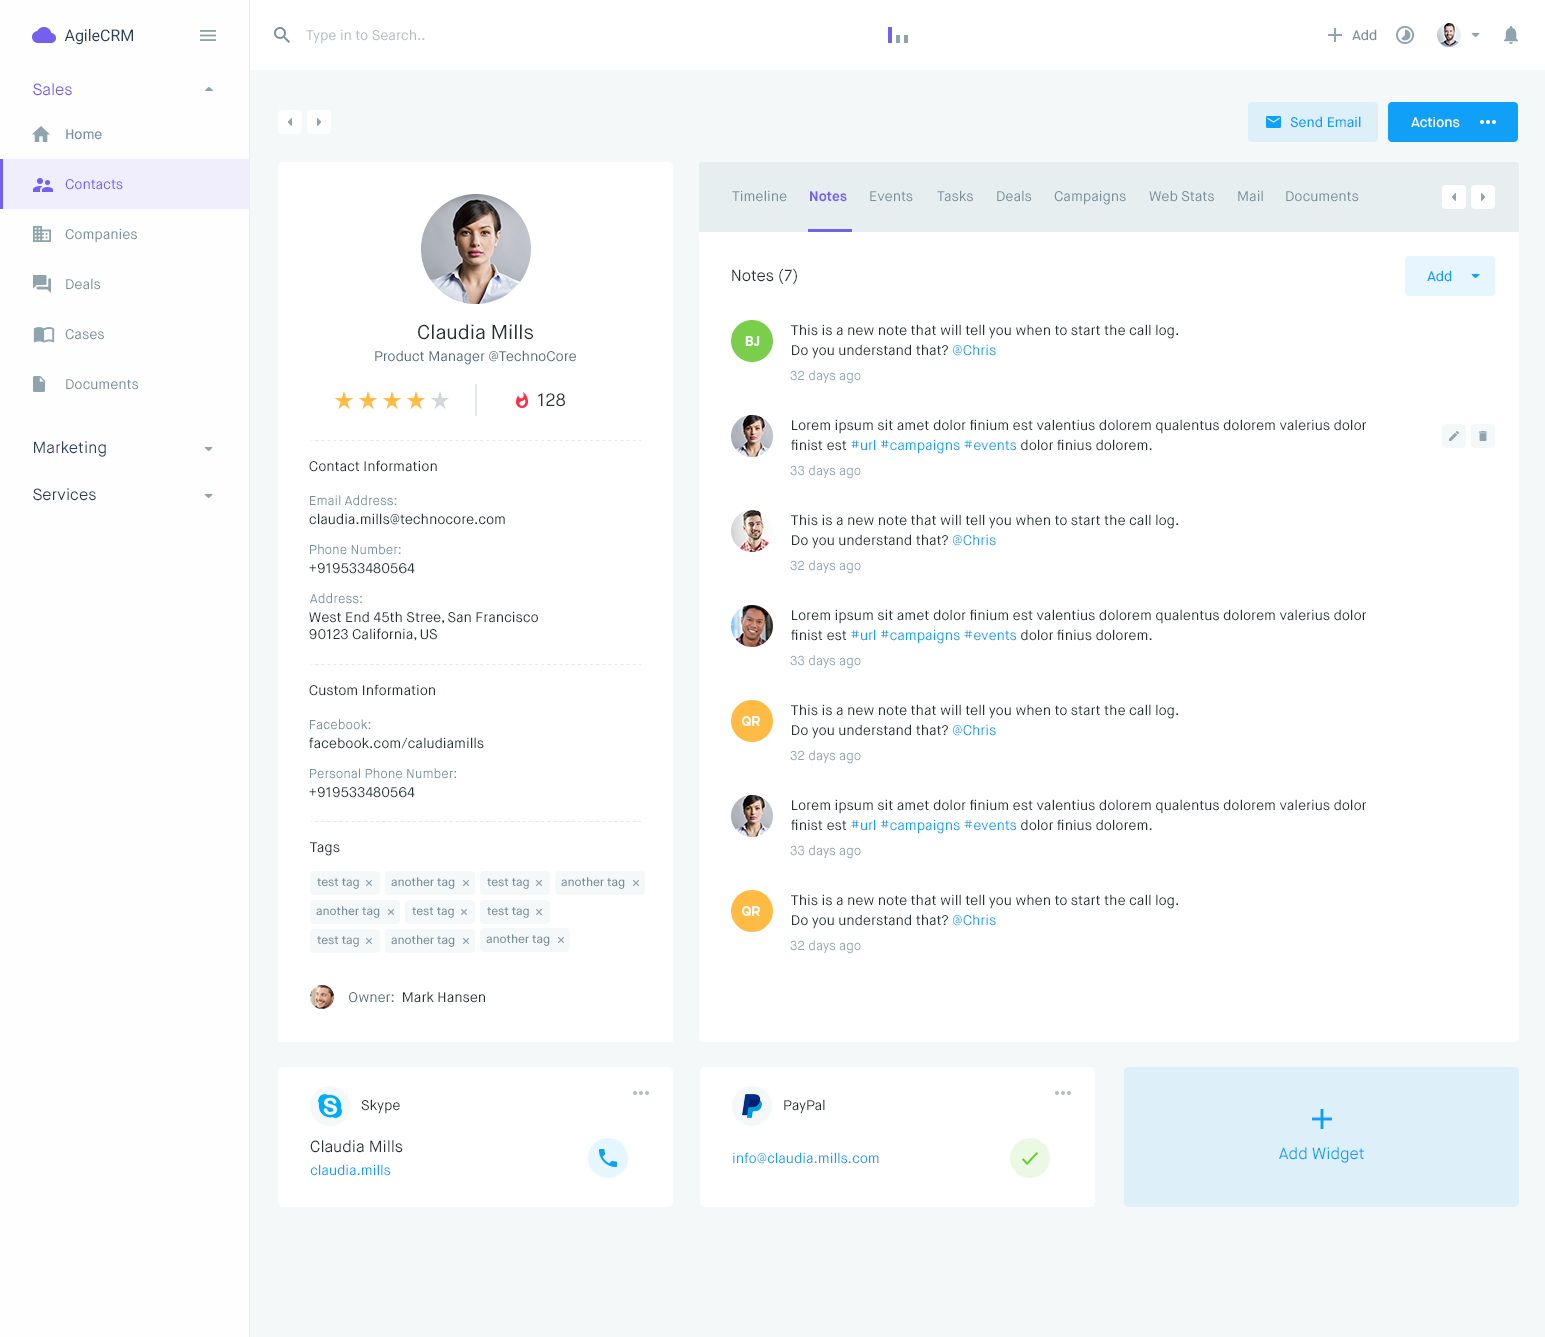 AgileCRM
Type in to Search..
Add
Sales
Home
Contacts
Companies
Deals
Cases
Documents
Marketing
Services
Send Email
Actions
Claudia Mills
Product Manager @TechnoCore
128
Contact Information
Email Address:
claudia.mills@technocore.com
Phone Number:
+919533480564
Address:
West End 45th Stree, San Francisco
90123 California, US
Custom Information
Facebook:
facebook.com/caludiamills
Personal Phone Number:
+919533480564
Tags
test tag × another tag × test tag × another tag ×
another tag × test tag × test tag ×
test tag × another tag × another tag ×
Owner: Mark Hansen
Timeline Notes Events Tasks Deals Campaigns Web Stats Mail Documents
Notes (7)
Add
BJ
This is a new note that will tell you when to start the call log.
Do you understand that? @Chris
32 days ago
Lorem ipsum sit amet dolor finium est valentius dolorem qualentus dolorem valerius dolor
finist est #url #campaigns #events dolor finius dolorem.
33 days ago
This is a new note that will tell you when to start the call log.
Do you understand that? @Chris
32 days ago
Lorem ipsum sit amet dolor finium est valentius dolorem qualentus dolorem valerius dolor
finist est #url #campaigns #events dolor finius dolorem.
33 days ago
QR
This is a new note that will tell you when to start the call log.
Do you understand that? @Chris
32 days ago
Lorem ipsum sit amet dolor finium est valentius dolorem qualentus dolorem valerius dolor
finist est #url #campaigns #events dolor finius dolorem.
33 days ago
QR
This is a new note that will tell you when to start the call log.
Do you understand that? @Chris
32 days ago
Skype
Claudia Mills
claudia.mills
PayPal
info@claudia.mills.com
Add Widget